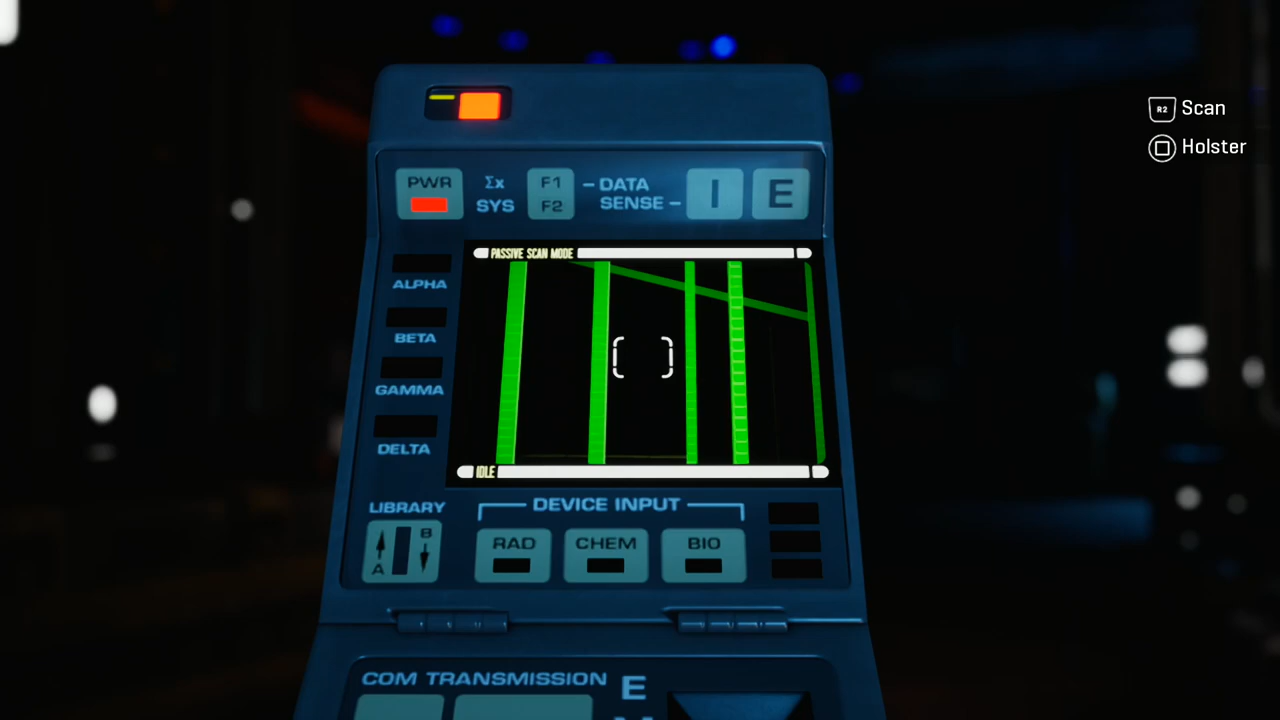 R2 Scan
Holster
PWR
Σx
SYS
F1
F2
– DATA
SENSE –
I
E
PASSIVE SCAN MODE
ALPHA
BETA
GAMMA
DELTA
IDLE
LIBRARY
A
B
DEVICE INPUT
RAD
CHEM
BIO
COM TRANSMISSION
E